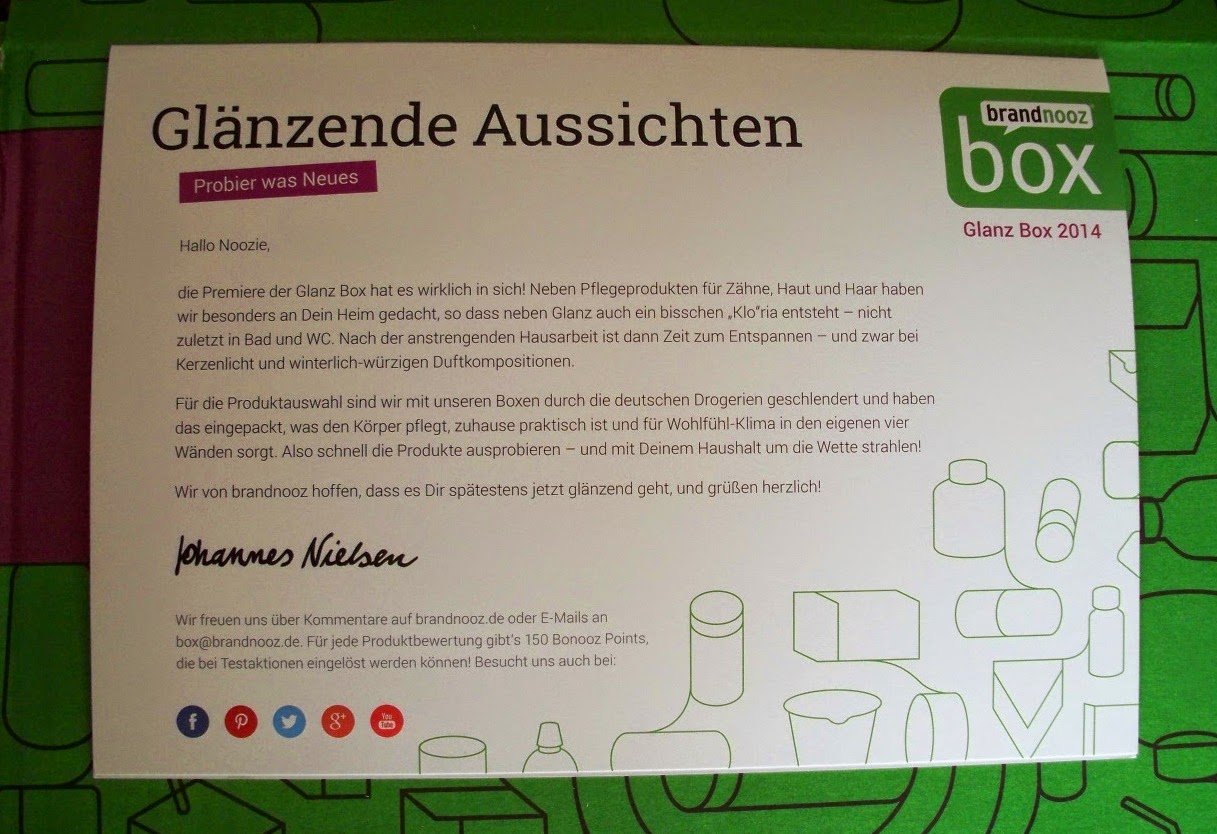 Glänzende Aussichten
brandnooz
box
Probier was Neues
Glanz Box 2014
Hallo Noozie,
die Premiere der Glanz Box hat es wirklich in sich! Neben Pflegeprodukten für Zähne, Haut und Haar haben
wir besonders an Dein Heim gedacht, so dass neben Glanz auch ein bisschen „Klo“ria entsteht – nicht
zuletzt in Bad und WC. Nach der anstrengenden Hausarbeit ist dann Zeit zum Entspannen – und zwar bei
Kerzenlicht und winterlich-würzigen Duftkompositionen.
Für die Produktauswahl sind wir mit unseren Boxen durch die deutschen Drogerien geschlendert und haben
das eingepackt, was den Körper pflegt, zuhause praktisch ist und für Wohlfühl-Klima in den eigenen vier
Wänden sorgt. Also schnell die Produkte ausprobieren – und mit Deinem Haushalt um die Wette strahlen!
Wir von brandnooz hoffen, dass es Dir spätestens jetzt glänzend geht, und grüßen herzlich!
Johannes Nielsen
Wir freuen uns über Kommentare auf brandnooz.de oder E-Mails an
box@brandnooz.de. Für jede Produktbewertung gibt's 150 Bonooz Points,
die bei Testaktionen eingelöst werden können! Besucht uns auch bei:
f g+ You Tube